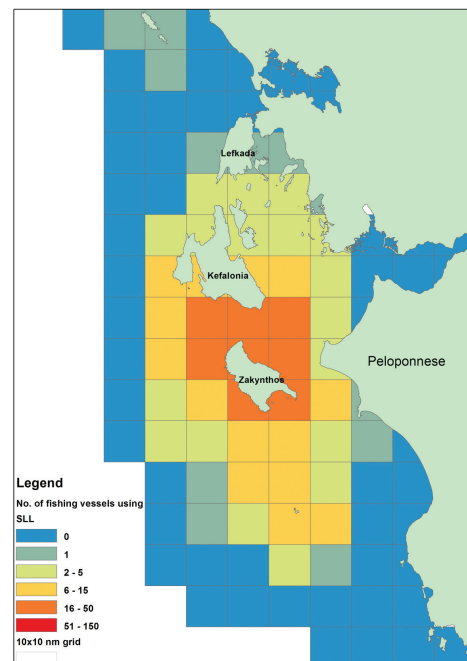 Lefkada
Kefalonia
Peloponnese
Zakynthos
Legend
No. of fishing vessels using
SLL
0
1
2 - 5
6 - 15
16 - 50
51 - 150
10x10 nm grid